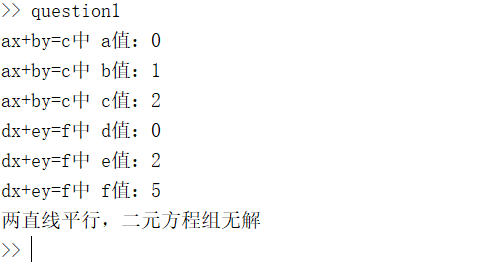 >> question1
ax+by=c中 a值：0
ax+by=c中 b值：1
ax+by=c中 c值：2
dx+ey=f中 d值：0
dx+ey=f中 e值：2
dx+ey=f中 f值：5
两直线平行，二元方程组无解
>>